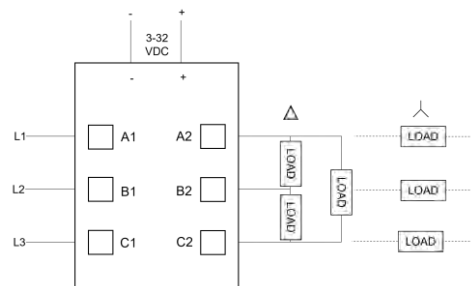 - +
3-32
VDC
- +
L1 A1 A2 LOAD LOAD
L2 B1 B2 LOAD LOAD
L3 C1 C2 LOAD LOAD